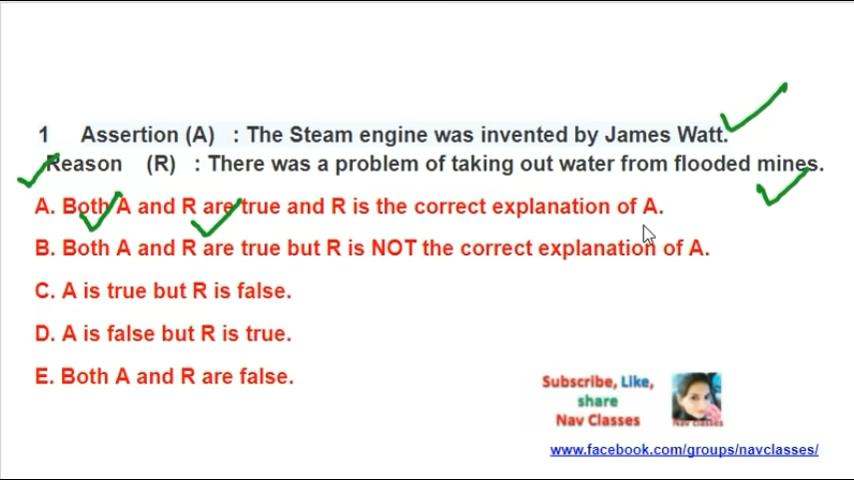 1 Assertion (A) : The Steam engine was invented by James Watt.
Reason (R) : There was a problem of taking out water from flooded mines.
A. Both A and R are true and R is the correct explanation of A.
B. Both A and R are true but R is NOT the correct explanation of A.
C. A is true but R is false.
D. A is false but R is true.
E. Both A and R are false.
Subscribe, Like,
share
Nav Classes
Nav classes
www.facebook.com/groups/navclasses/